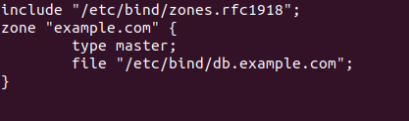 include "/etc/bind/zones.rfc1918";
zone "example.com" {
        type master;
        file "/etc/bind/db.example.com";
}